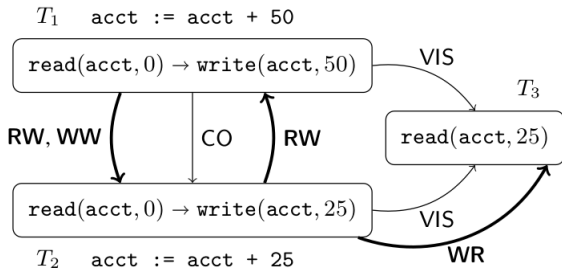 T₁ acct := acct + 50
read(acct, 0) → write(acct, 50)
VIS
T₃
RW, WW
CO
RW
read(acct, 25)
read(acct, 0) → write(acct, 25)
VIS
WR
T₂ acct := acct + 25